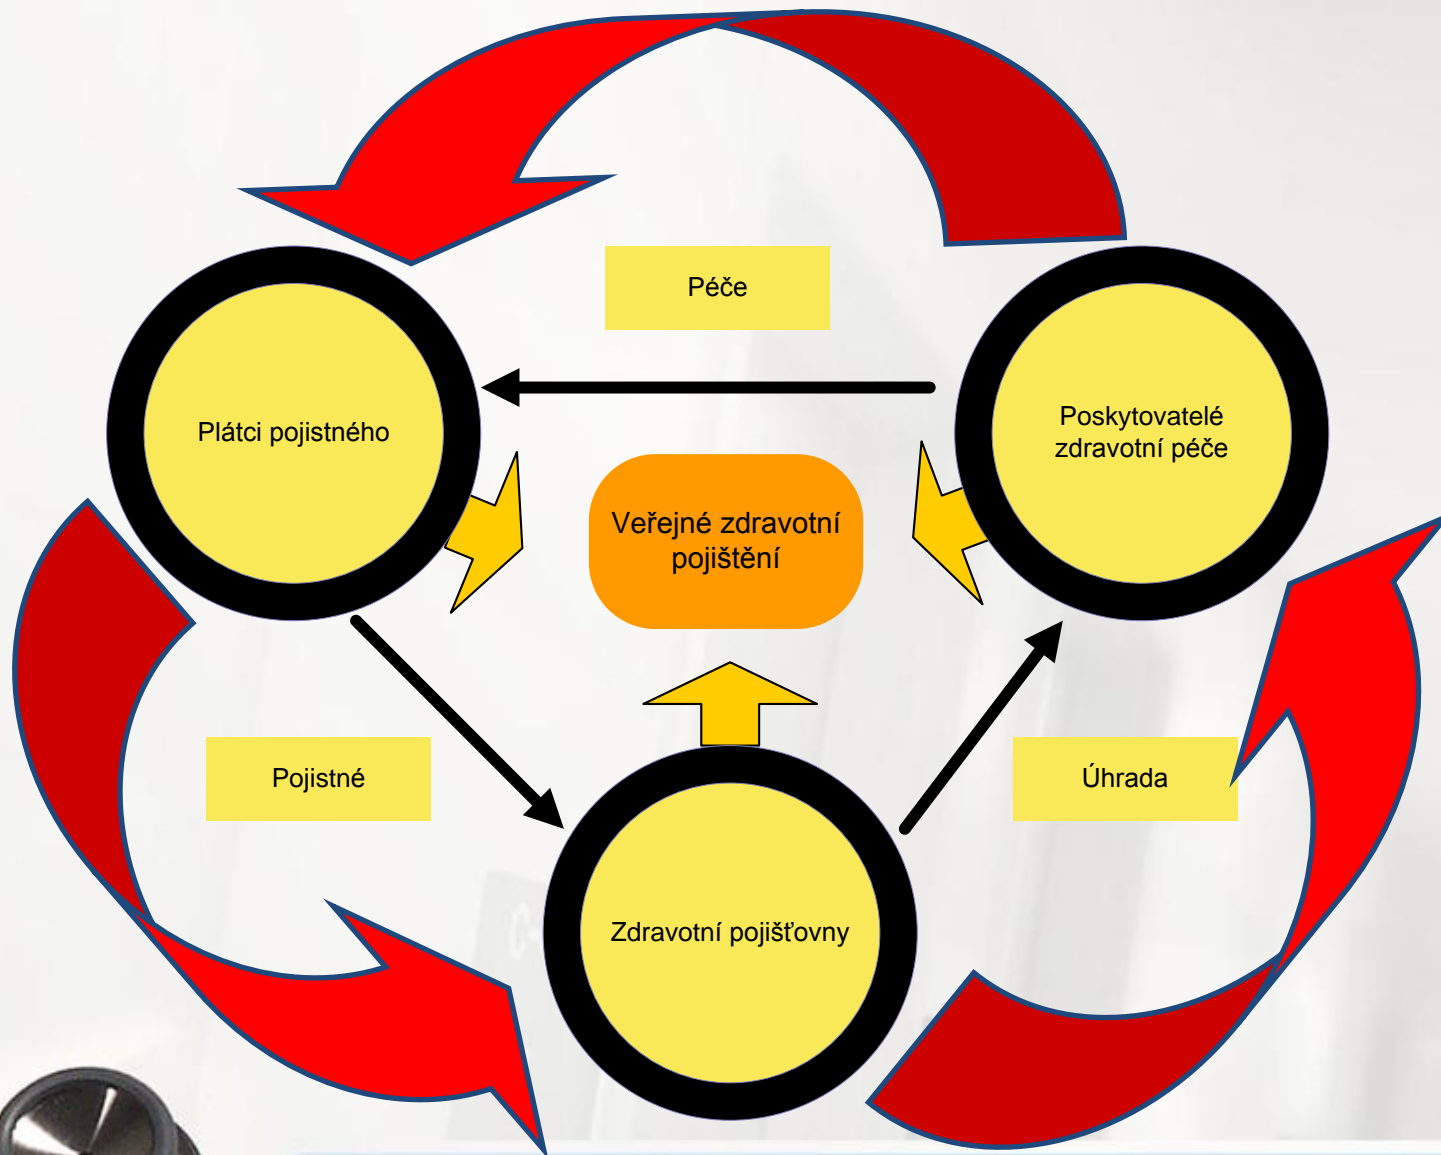 Péče
Plátci pojistného
Poskytovatelé
zdravotní péče
Veřejné zdravotní
pojištění
Pojistné
Úhrada
Zdravotní pojišťovny